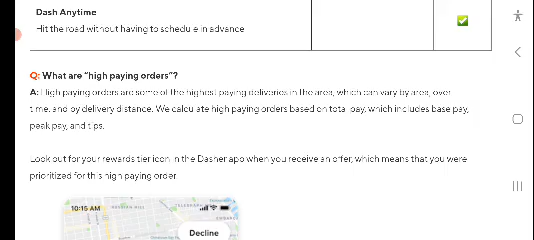 Dash Anytime
Hit the road without having to schedule in advance
Q: What are “high paying orders”?
A: High paying orders are some of the highest paying deliveries in the area, which can vary by area, over
time, and by delivery distance. We calculate high paying orders based on total pay, which includes base pay,
peak pay, and tips.
Look out for your rewards tier icon in the Dasher app when you receive an offer, which means that you were
prioritized for this high paying order.
10:15 AM
RUSSIAN HILL
TELEGRAPH
Decline